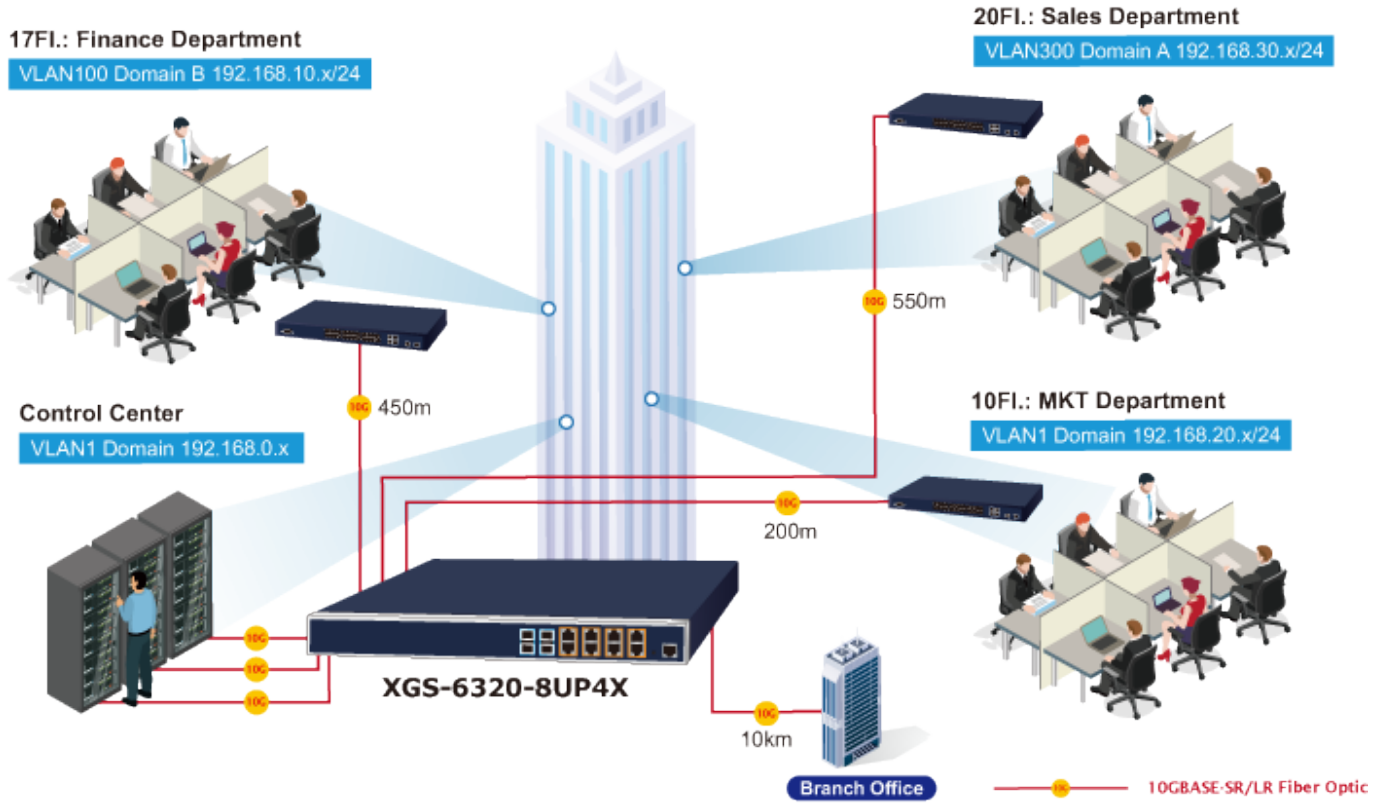 17Fl.: Finance Department
VLAN100 Domain B 192.168.10.x/24
20Fl.: Sales Department
VLAN300 Domain A 192.168.30.x/24
10G 550m
10G 450m
Control Center
VLAN1 Domain 192.168.0.x
10Fl.: MKT Department
VLAN1 Domain 192.168.20.x/24
10G
200m
10G
10G
10G
XGS-6320-8UP4X
10G
10km
Branch Office
10G 10GBASE-SR/LR Fiber Optic